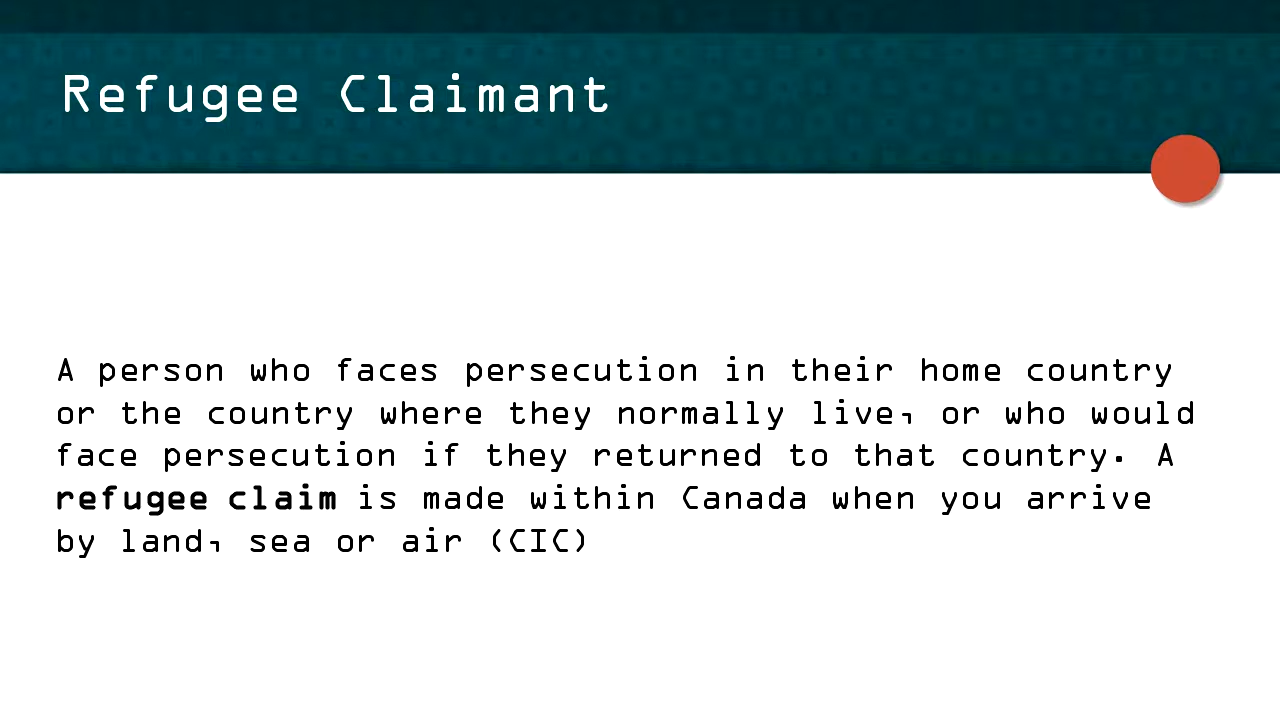 Refugee Claimant
A person who faces persecution in their home country
or the country where they normally live, or who would
face persecution if they returned to that country. A
refugee claim is made within Canada when you arrive
by land, sea or air (CIC)